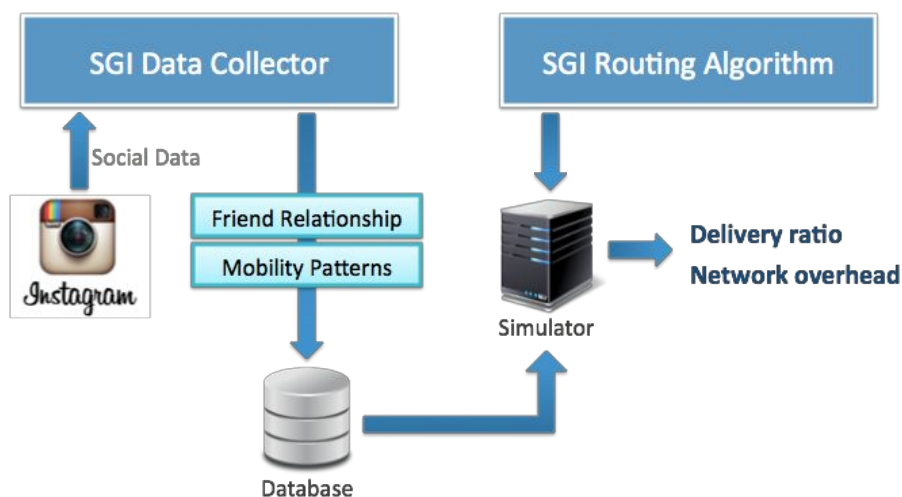 SGI Data Collector
SGI Routing Algorithm
Social Data
Instagram
Friend Relationship
Mobility Patterns
Delivery ratio
Network overhead
Simulator
Database